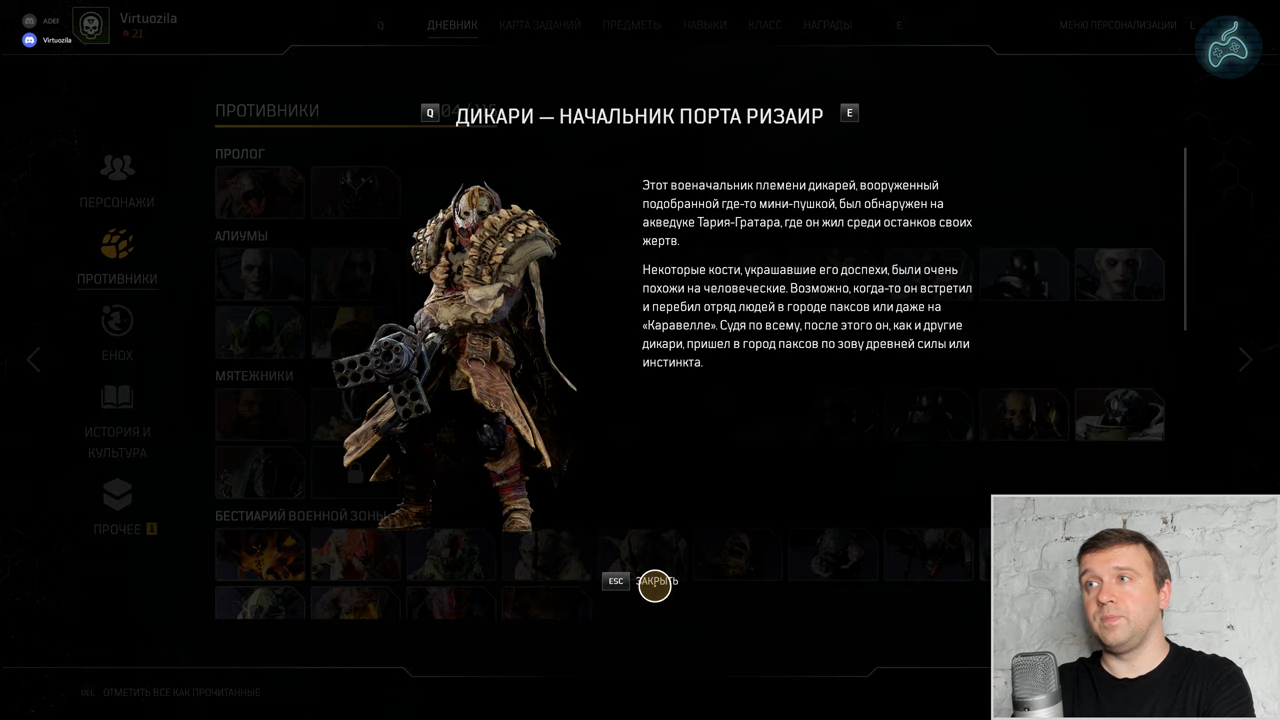 ADEF
Virtuozila
Virtuozila
21
Q
ДНЕВНИК
КАРТА ЗАДАНИЙ
ПРЕДМЕТЫ
НАВЫКИ
КЛАСС
НАГРАДЫ
E
МЕНЮ ПЕРСОНАЛИЗАЦИИ
L
ПРОТИВНИКИ
Q
ДИКАРИ — НАЧАЛЬНИК ПОРТА РИЗАИР
E
ПРОЛОГ
Этот военачальник племени дикарей, вооруженный
подобранной где-то мини-пушкой, был обнаружен на
акведуке Тария-Гратара, где он жил среди останков своих
жертв.
Некоторые кости, украшавшие его доспехи, были очень
похожи на человеческие. Возможно, когда-то он встретил
и перебил отряд людей в городе паксов или даже на
«Каравелле». Судя по всему, после этого он, как и другие
дикари, пришел в город паксов по зову древней силы или
инстинкта.
ПЕРСОНАЖИ
АЛИУМЫ
ПРОТИВНИКИ
ЕНОХ
МЯТЕЖНИКИ
ИСТОРИЯ И
КУЛЬТУРА
ПРОЧЕЕ
БЕСТИАРИЙ ВОЕННОЙ ЗОНЫ
ESC
ЗАКРЫТЬ
ОТМЕТИТЬ ВСЕ КАК ПРОЧИТАННЫЕ